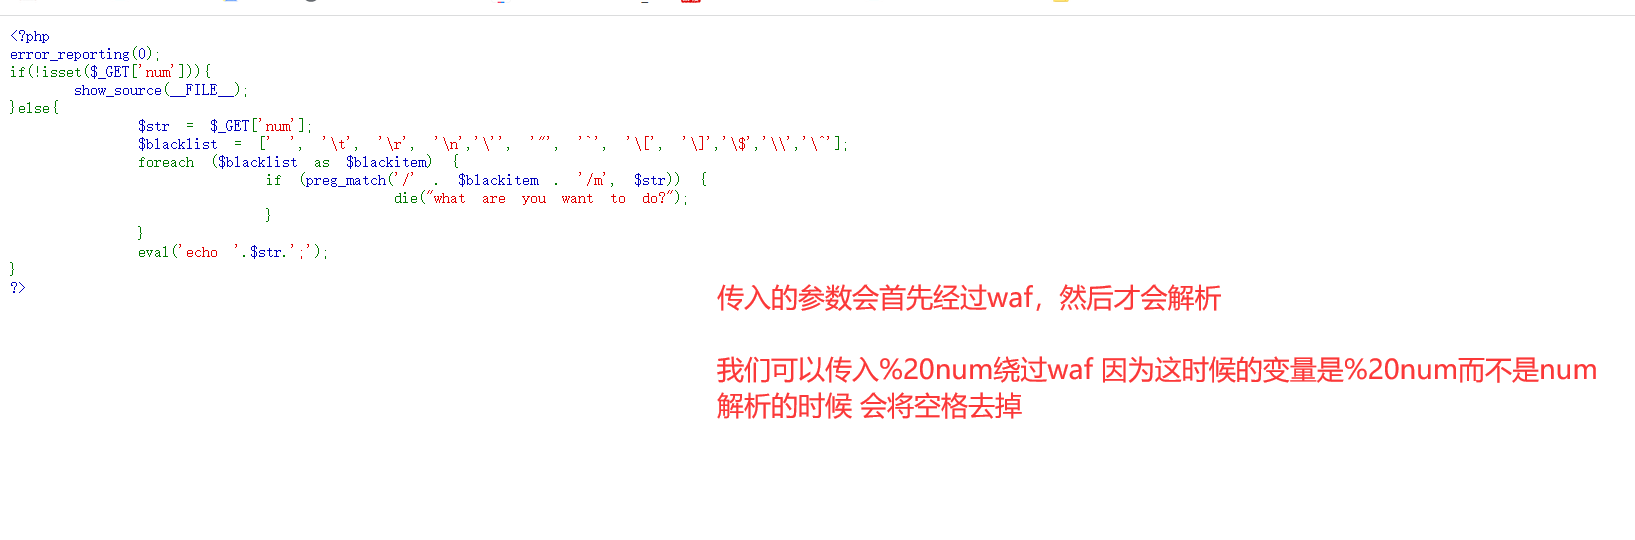 <?php
error_reporting(0);
if(!isset($_GET['num'])){
show_source(__FILE__);
}else{
$str = $_GET['num'];
$blacklist = [' ', '\t', '\r', '\n','\'', '"', '`', '\[', '\]','\$','\\','\^'];
foreach ($blacklist as $blackitem) {
if (preg_match('/' . $blackitem . '/m', $str)) {
die("what are you want to do?");
}
}
eval('echo '.$str.';');
}
?>
传入的参数会首先经过waf，然后才会解析
我们可以传入%20num绕过waf 因为这时候的变量是%20num而不是num
解析的时候 会将空格去掉